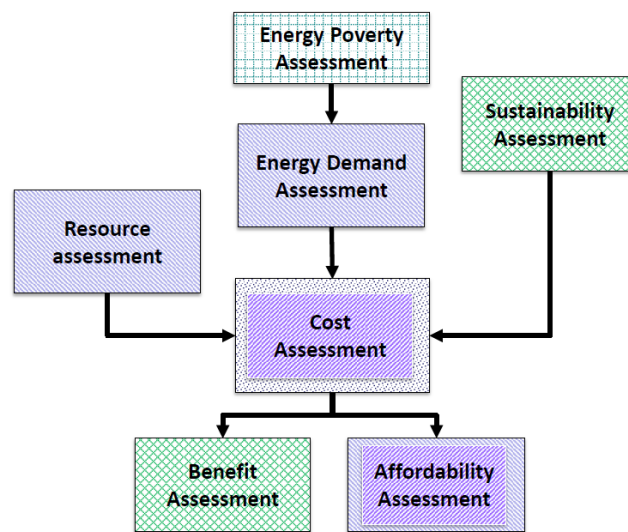 Energy Poverty
Assessment
Sustainability
Assessment
Energy Demand
Assessment
Resource
assessment
Cost
Assessment
Benefit
Assessment
Affordability
Assessment